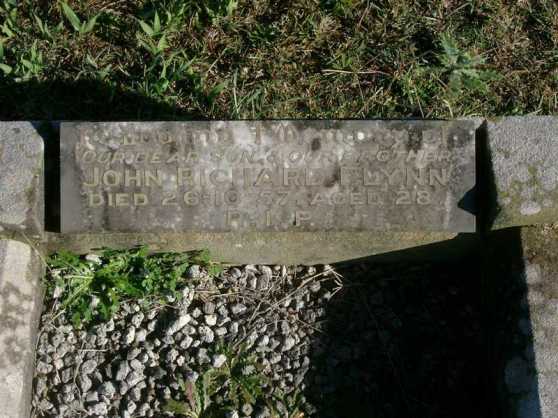 OUR DEAR SON & OUR BROTHER
JOHN RICHARD FLYNN
DIED 26·10·57. AGED 28.
R.I.P.